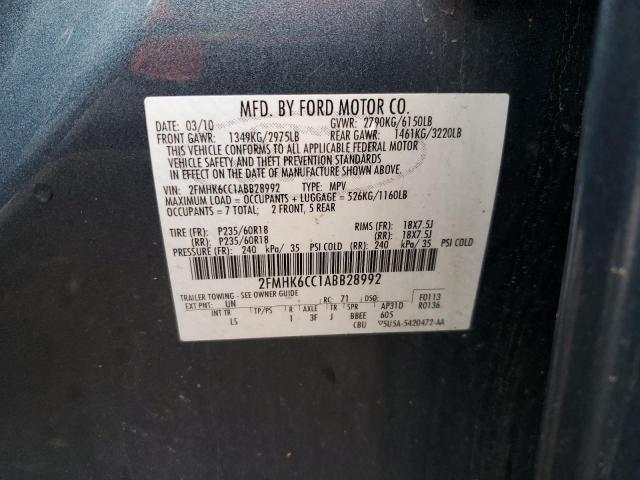 MFD. BY FORD MOTOR CO.
DATE: 03/10 GVWR: 2790KG/6150LB
FRONT GAWR: 1349KG/2975LB REAR GAWR: 1461KG/3220LB
THIS VEHICLE CONFORMS TO ALL APPLICABLE FEDERAL MOTOR
VEHICLE SAFETY AND THEFT PREVENTION STANDARDS
IN EFFECT ON THE DATE OF MANUFACTURE SHOWN ABOVE.
VEHICLE: 2FMHK6CC1ABB28992 TYPE: MPV
MAXIMUM LOAD = OCCUPANTS + LUGGAGE = 526KG/1160LB
OCCUPANTS = 7 TOTAL: 2 FRONT, 5 REAR
TIRE (FR): P235/60R18 RIMS (FR): 18X7.5J
(RR): P235/60R18 (RR): 18X7.5J
PRESSURE (FR): 240 kPa/ 35 PSI COLD (RR): 240 kPa/ 35 PSI COLD
2FMHK6CC1ABB28992
TRAILER TOWING - SEE OWNER GUIDE
EXT PNT: UN RC: 71 DSO: F0113
INT TR TP/PS R AXLE TR SPR AP31D R0136
L5 1 3F J BBEE 605
CBU 5U5A-5420472-AA